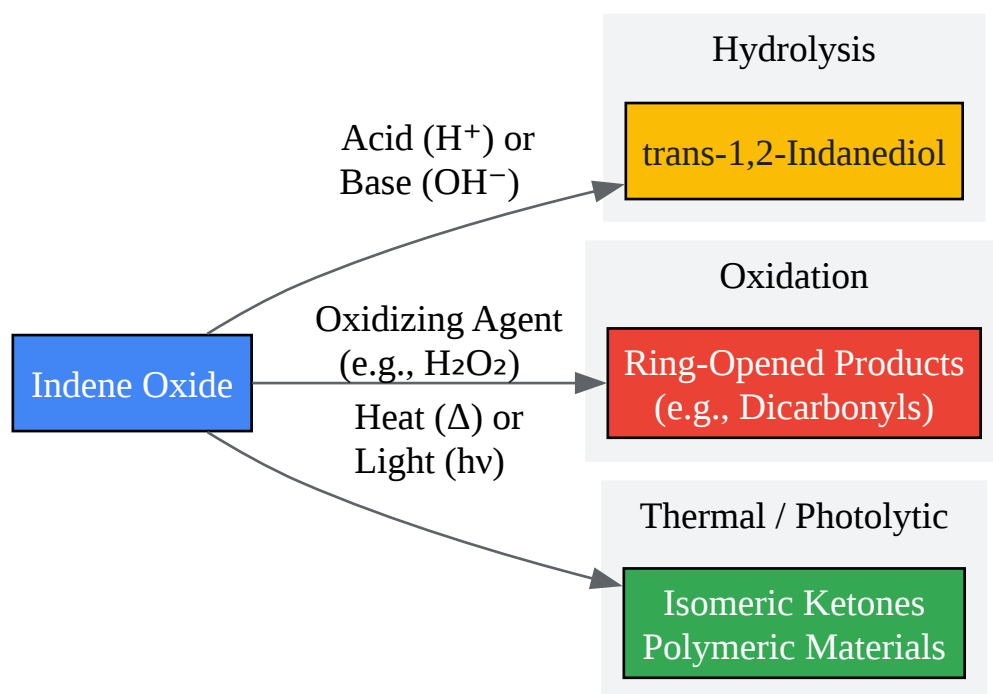 Hydrolysis
trans-1,2-Indanediol
Acid (H⁺) or
Base (OH⁻)
Oxidation
Oxidizing Agent
(e.g., H₂O₂)
Ring-Opened Products
(e.g., Dicarbonyls)
Indene Oxide
Heat (Δ) or
Light (hν)
Thermal / Photolytic
Isomeric Ketones
Polymeric Materials